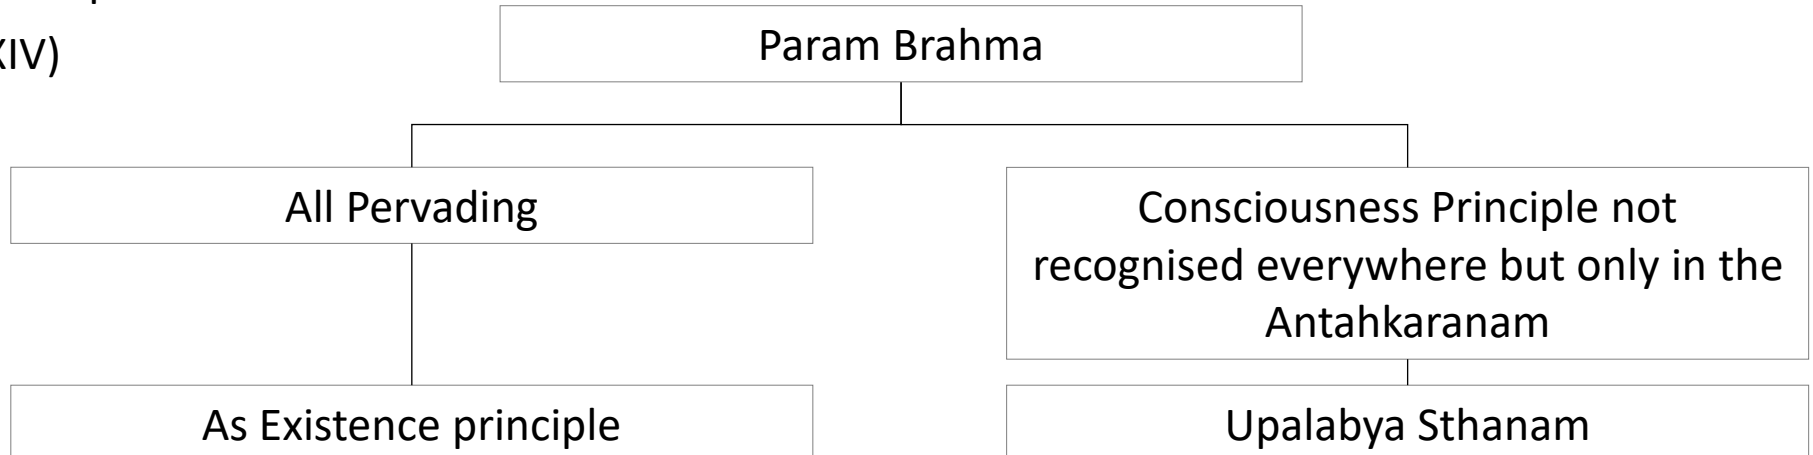 XIV)
Param Brahma
All Pervading
Consciousness Principle not
recognised everywhere but only in the
Antahkaranam
As Existence principle
Upalabya Sthanam